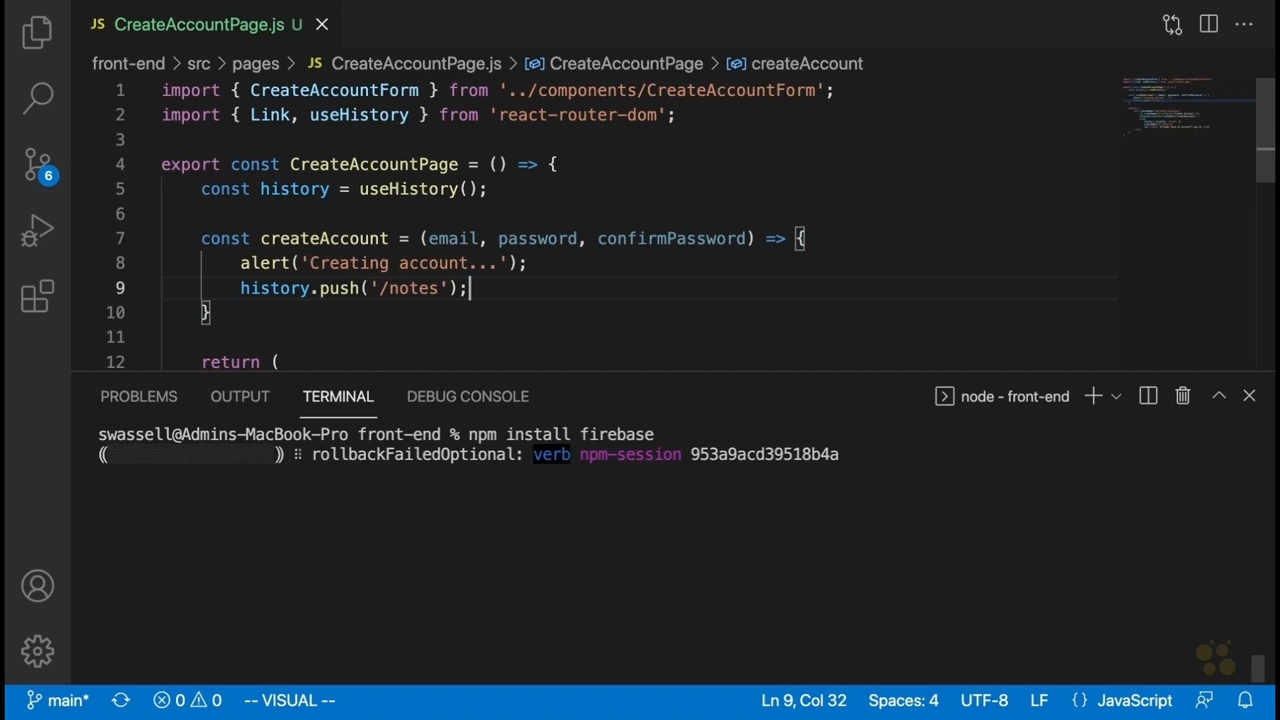 JS CreateAccountPage.js U
front-end > src > pages > JS CreateAccountPage.js > CreateAccountPage > createAccount
1 import { CreateAccountForm } from '../components/CreateAccountForm';
2 import { Link, useHistory } from 'react-router-dom';
3
4 export const CreateAccountPage = () => {
5 const history = useHistory();
6
7 const createAccount = (email, password, confirmPassword) => {
8 alert('Creating account...');
9 history.push('/notes');
10 }
11
12 return (
6
PROBLEMS OUTPUT TERMINAL DEBUG CONSOLE node - front-end
swassell@Admins-MacBook-Pro front-end % npm install firebase
rollbackFailedOptional: verb npm-session 953a9acd39518b4a
main* 0 0 -- VISUAL -- Ln 9, Col 32 Spaces: 4 UTF-8 LF {} JavaScript